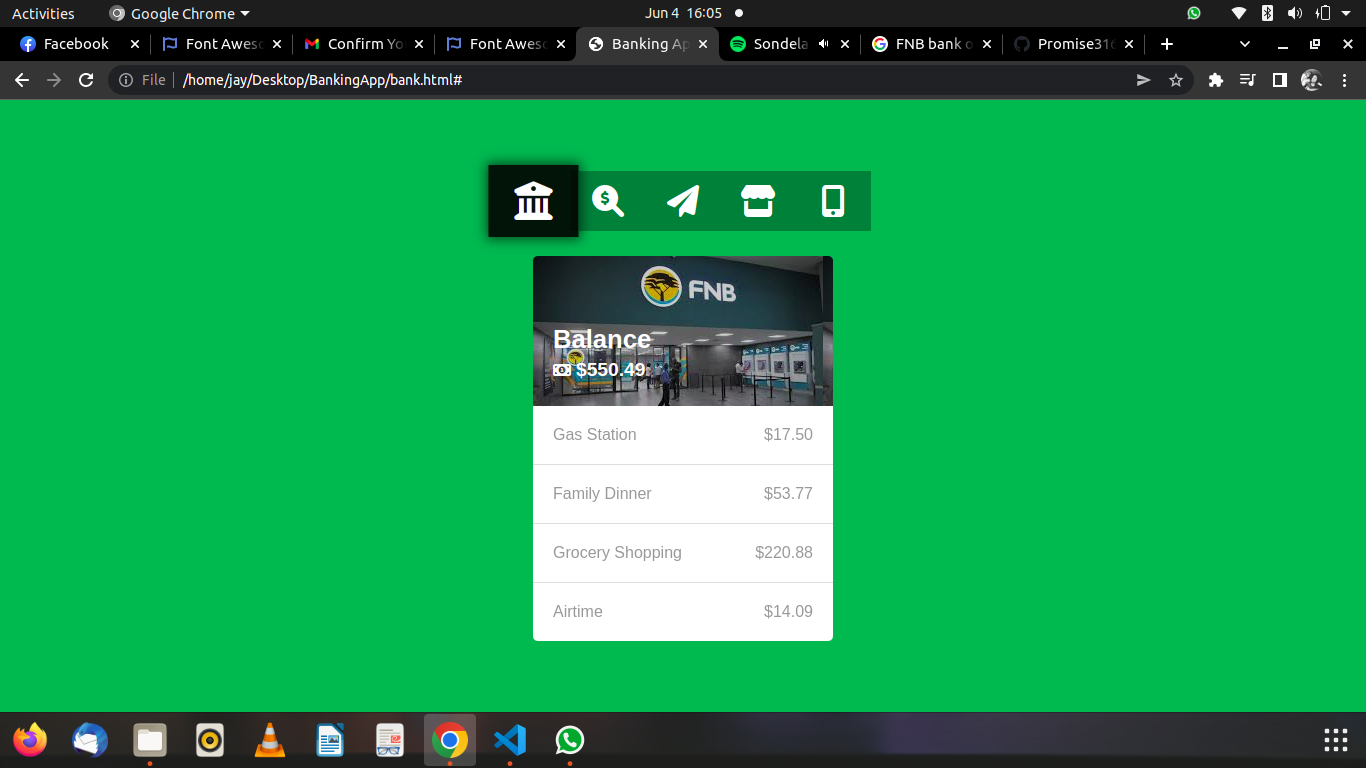 Activities Google Chrome Jun 4 16:05
Facebook Font Awes Confirm Yo Font Awes Banking Ap Sondela FNB bank o Promise316
File /home/jay/Desktop/BankingApp/bank.html#
FNB
Balance
$550.49
Gas Station $17.50
Family Dinner $53.77
Grocery Shopping $220.88
Airtime $14.09